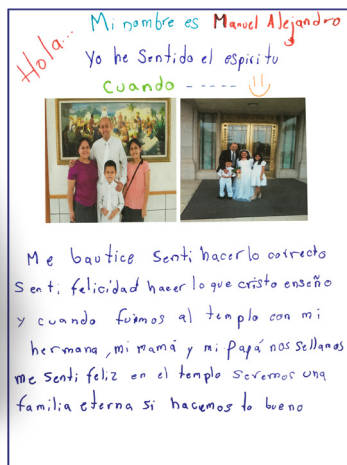 Hola...
Mi nombre es Manuel Alejandro
Yo he Sentido el espiritu
Cuando - - - - -
Me bautice Senti hacer lo correcto
Senti felicidad hacer lo que cristo enseño
y cuando fuimos al templo con mi
hermana, mi mamá y mi papá nos sellamos
me Senti feliz en el templo Seremos una
familia eterna si hacemos lo bueno